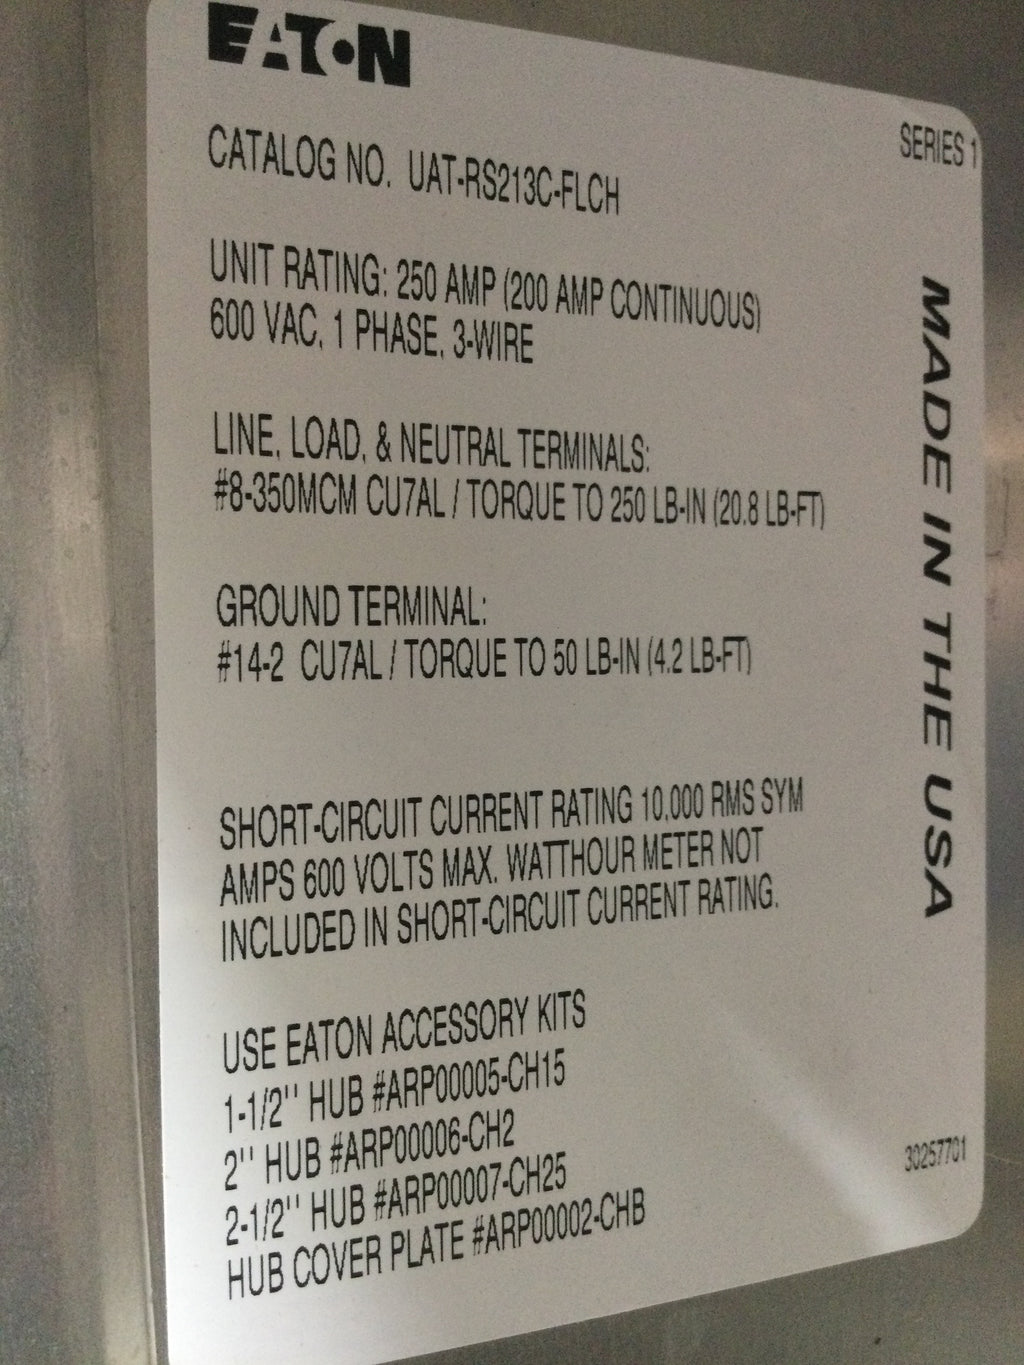 EATON
SERIES 1
CATALOG NO. UAT-RS213C-FLCH
UNIT RATING: 250 AMP (200 AMP CONTINUOUS)
600 VAC, 1 PHASE, 3-WIRE
LINE, LOAD, & NEUTRAL TERMINALS:
#8-350MCM CU7AL / TORQUE TO 250 LB-IN (20.8 LB-FT)
GROUND TERMINAL:
#14-2 CU7AL / TORQUE TO 50 LB-IN (4.2 LB-FT)
SHORT-CIRCUIT CURRENT RATING 10,000 RMS SYM
AMPS 600 VOLTS MAX. WATTHOUR METER NOT
INCLUDED IN SHORT-CIRCUIT CURRENT RATING.
USE EATON ACCESSORY KITS
1-1/2'' HUB #ARP00005-CH15
2'' HUB #ARP00006-CH2
2-1/2'' HUB #ARP00007-CH25
HUB COVER PLATE #ARP00002-CHB
MADE IN THE USA
30257701